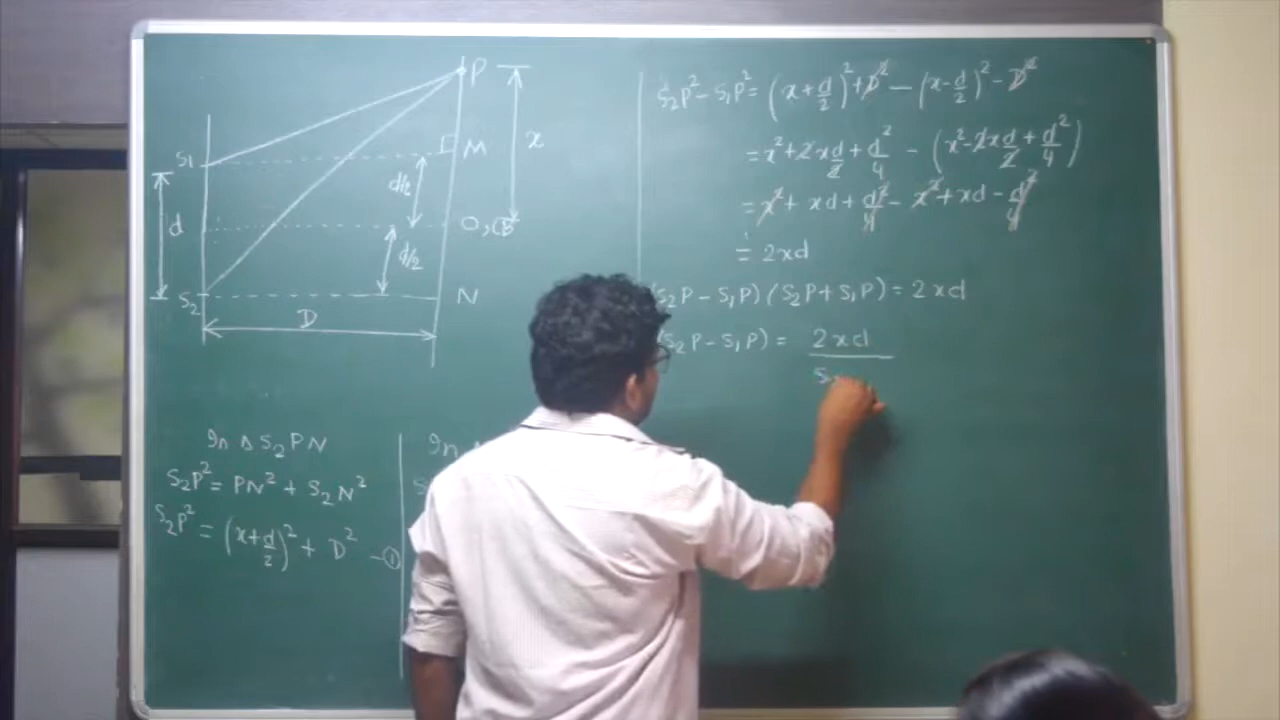 P
S1
M
x
d/2
d
O,
d/2
S₂
N
D
In Δ S₂PN
S₂P² = PN² + S₂N²
S₂P² = (x+d/2)² + D² —①
In
S₂P² - S₁P² = (x+d/2)² + D² - (x-d/2)² - D²
= x² + 2xd/2 + d²/4 - (x² - 2xd/2 + d²/4)
= x² + xd + d²/4 - x² + xd - d²/4
= 2xd
(S₂P - S₁P) (S₂P + S₁P) = 2xd
(S₂P - S₁P) = 2xd/S₂